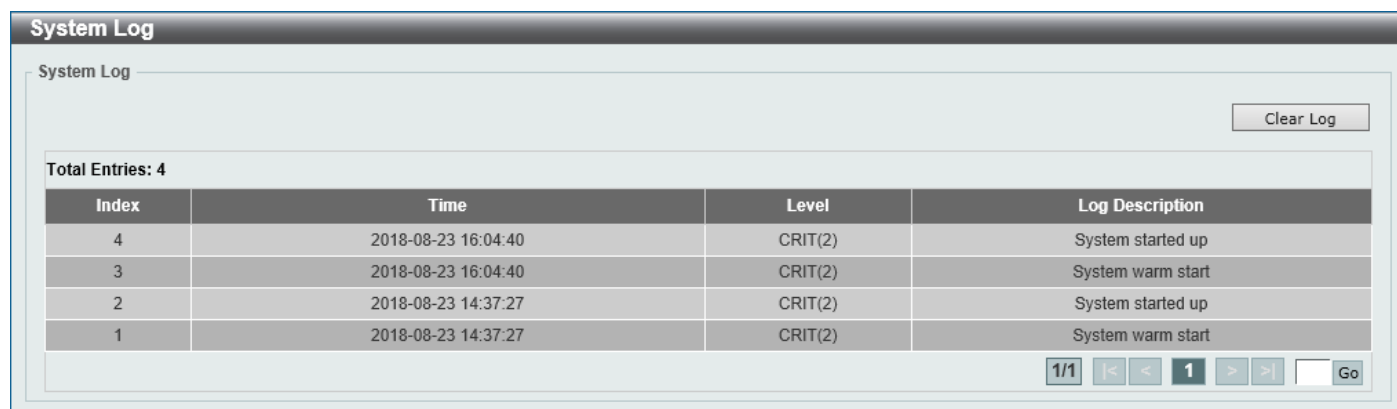 System Log
System Log
Clear Log
Total Entries: 4
Index Time Level Log Description
4 2018-08-23 16:04:40 CRIT(2) System started up
3 2018-08-23 16:04:40 CRIT(2) System warm start
2 2018-08-23 14:37:27 CRIT(2) System started up
1 2018-08-23 14:37:27 CRIT(2) System warm start
1/1 |< < 1 > >| Go